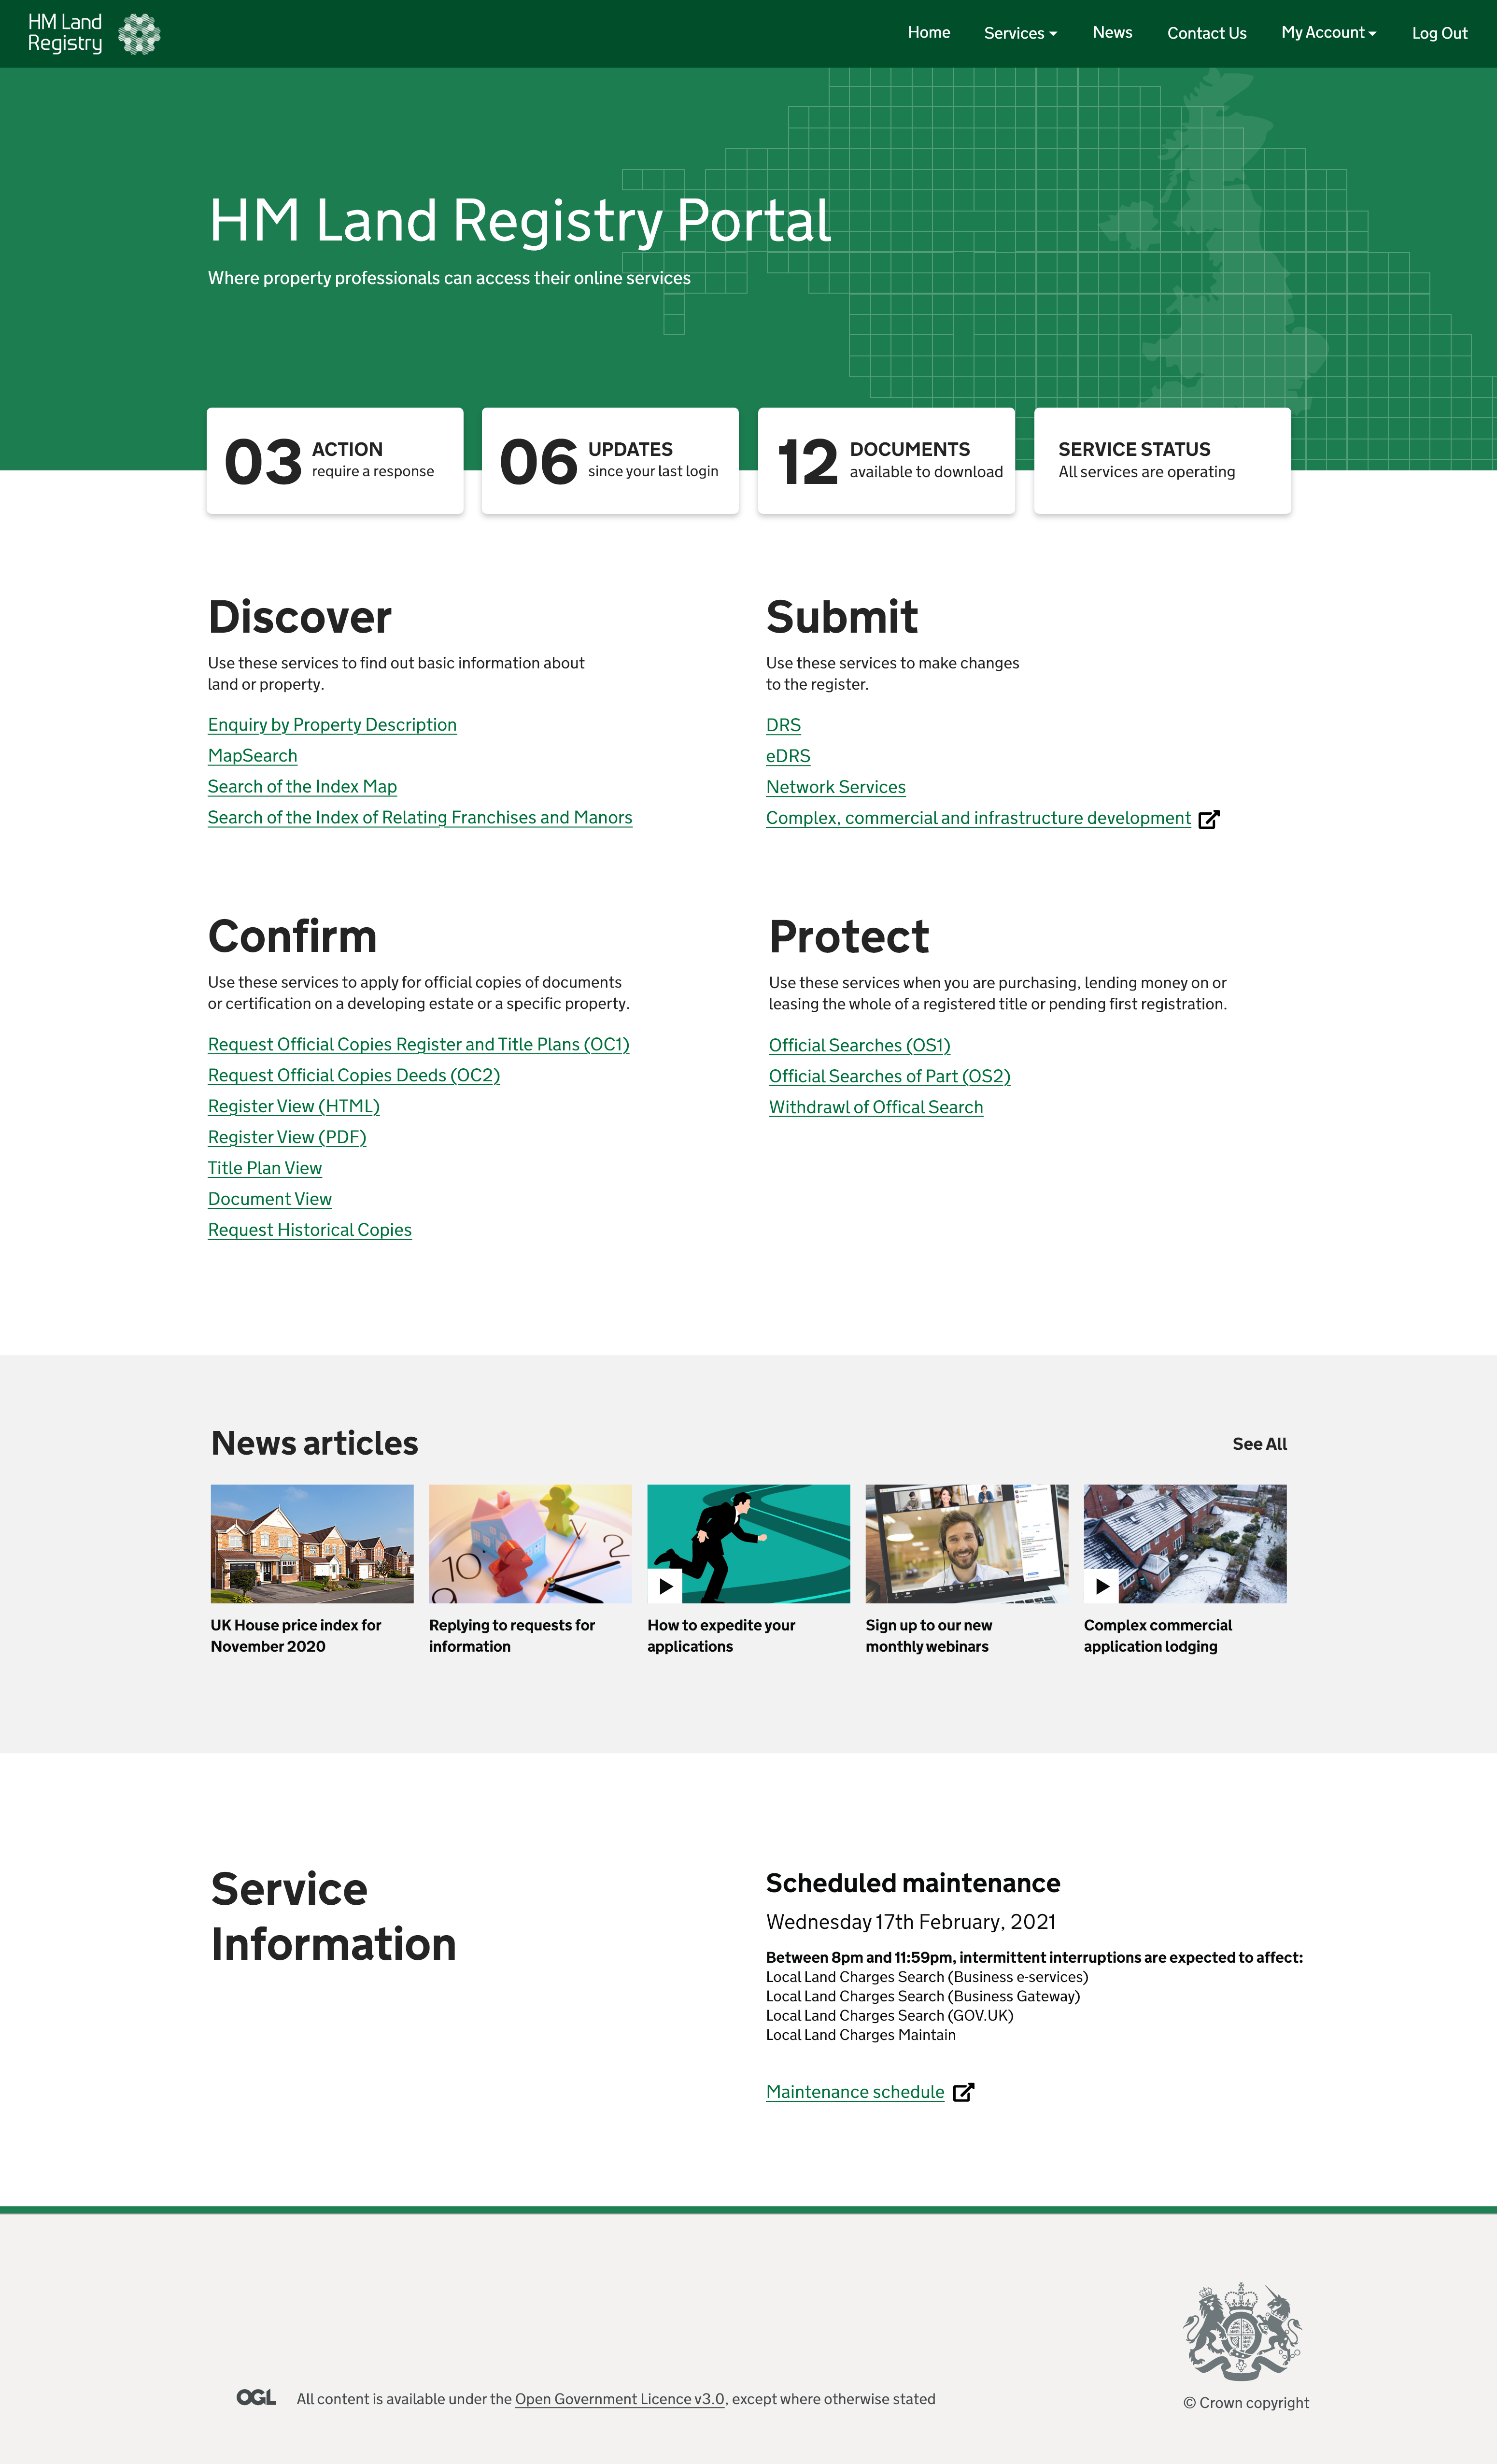 HM Land
Registry
Home
Services
News
Contact Us
My Account
Log Out
HM Land Registry Portal
Where property professionals can access their online services
03
ACTION
require a response
06
UPDATES
since your last login
12
DOCUMENTS
available to download
SERVICE STATUS
All services are operating
Discover
Use these services to find out basic information about
land or property.
Enquiry by Property Description
MapSearch
Search of the Index Map
Search of the Index of Relating Franchises and Manors
Submit
Use these services to make changes
to the register.
DRS
eDRS
Network Services
Complex, commercial and infrastructure development
Confirm
Use these services to apply for official copies of documents
or certification on a developing estate or a specific property.
Request Official Copies Register and Title Plans (OC1)
Request Official Copies Deeds (OC2)
Register View (HTML)
Register View (PDF)
Title Plan View
Document View
Request Historical Copies
Protect
Use these services when you are purchasing, lending money on or
leasing the whole of a registered title or pending first registration.
Official Searches (OS1)
Official Searches of Part (OS2)
Withdrawl of Offical Search
News articles
See All
10
9
2
UK House price index for
November 2020
Replying to requests for
information
How to expedite your
applications
Sign up to our new
monthly webinars
Complex commercial
application lodging
Service
Information
Scheduled maintenance
Wednesday 17th February, 2021
Between 8pm and 11:59pm, intermittent interruptions are expected to affect:
Local Land Charges Search (Business e-services)
Local Land Charges Search (Business Gateway)
Local Land Charges Search (GOV.UK)
Local Land Charges Maintain
Maintenance schedule
OGL
All content is available under the Open Government Licence v3.0, except where otherwise stated
© Crown copyright